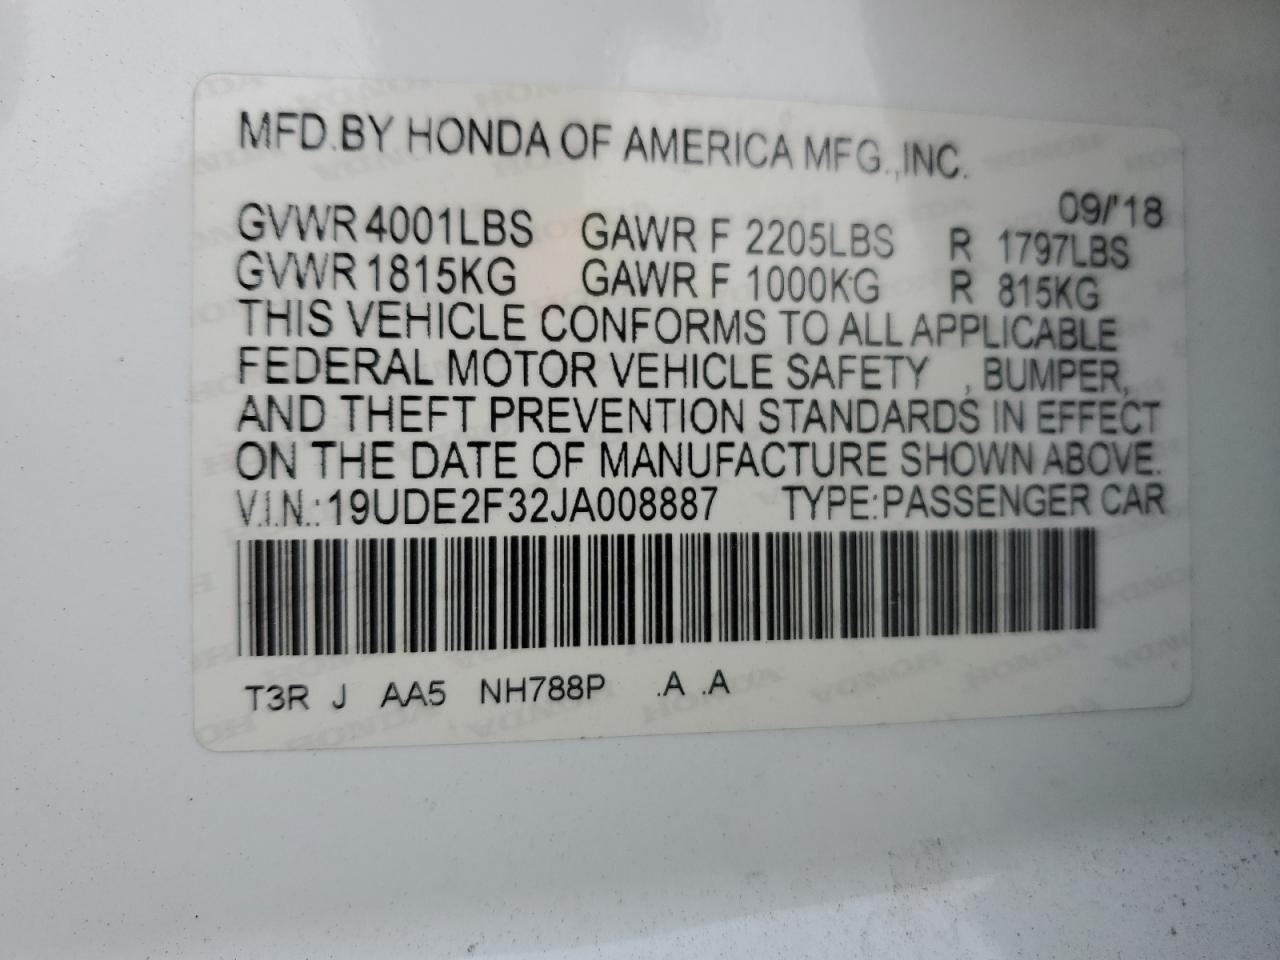 MFD.BY HONDA OF AMERICA MFG.,INC.
09/'18
GVWR 4001LBS GAWR F 2205LBS R 1797LBS
GVWR 1815KG GAWR F 1000KG R 815KG
THIS VEHICLE CONFORMS TO ALL APPLICABLE
FEDERAL MOTOR VEHICLE SAFETY , BUMPER,
AND THEFT PREVENTION STANDARDS IN EFFECT
ON THE DATE OF MANUFACTURE SHOWN ABOVE.
V.I.N.:19UDE2F32JA008887 TYPE:PASSENGER CAR
T3R J AA5 NH788P .A .A